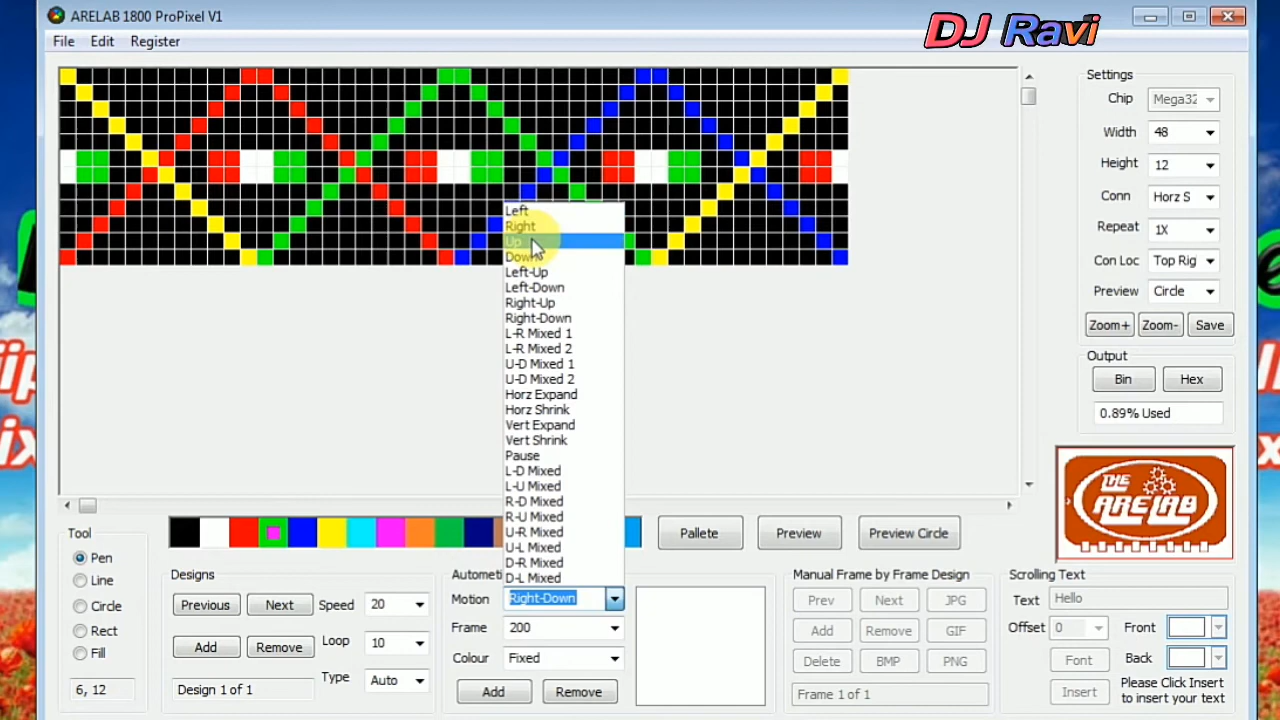 ARELAB 1800 ProPixel V1
DJ Ravi
File Edit Register
Settings
Chip Mega32
Width 48
Height 12
Conn Horz S
Repeat 1X
Con Loc Top Rig
Preview Circle
Zoom+ Zoom- Save
Output
Bin Hex
0.89% Used
THE ARELAB
Left
Right
Up
Down
Left-Up
Left-Down
Right-Up
Right-Down
L-R Mixed 1
L-R Mixed 2
U-D Mixed 1
U-D Mixed 2
Horz Expand
Horz Shrink
Vert Expand
Vert Shrink
Pause
L-D Mixed
L-U Mixed
R-D Mixed
R-U Mixed
U-R Mixed
U-L Mixed
D-R Mixed
D-L Mixed
Pallete Preview Preview Circle
Tool
Pen
Line
Circle
Rect
Fill
6, 12
Designs
Previous Next Speed 20
Add Remove Loop 10
Design 1 of 1 Type Auto
Motion Right-Down
Frame 200
Colour Fixed
Add Remove
Manual Frame by Frame Design
Prev Next JPG
Add Remove GIF
Delete BMP PNG
Frame 1 of 1
Scrolling Text
Text Hello
Offset 0 Front
Font Back
Insert Please Click Insert
to insert your text